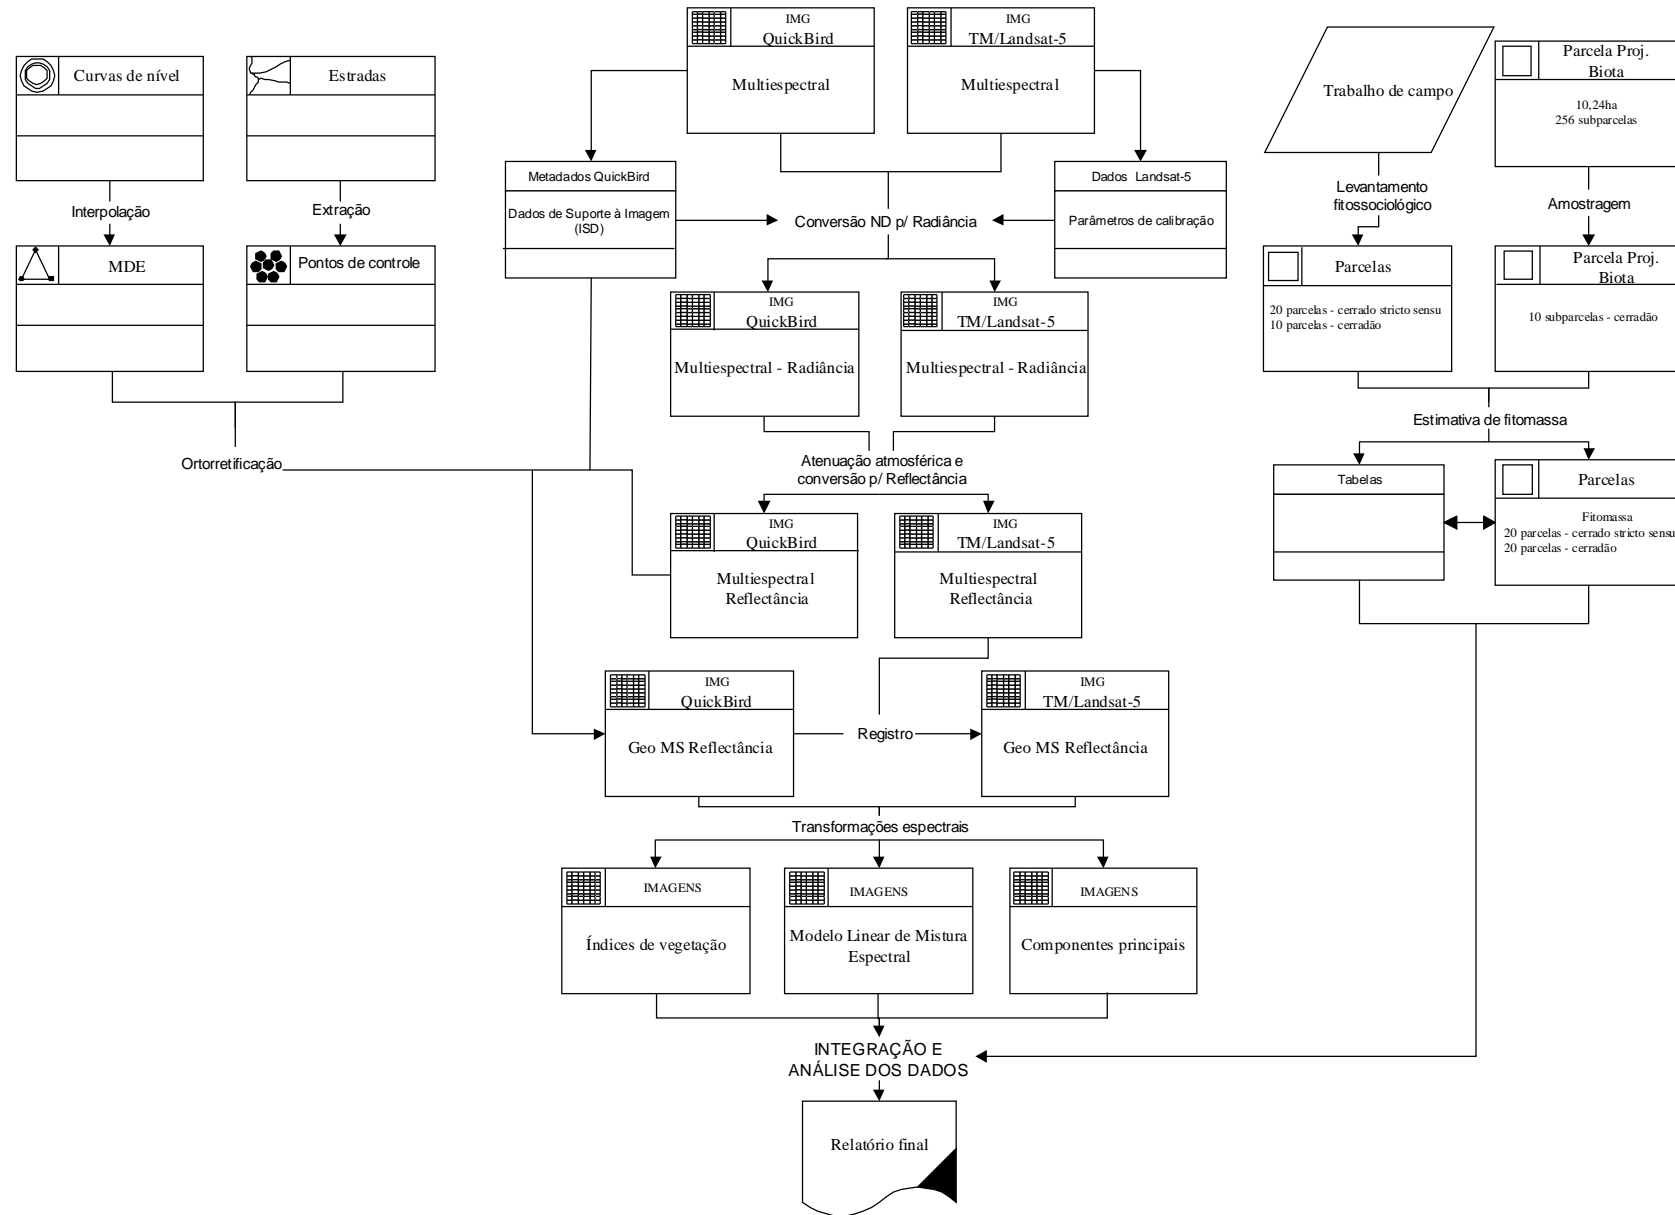 Curvas de nível
Estradas
Interpolação
Extração
MDE
Pontos de controle
Ortorretificação
IMG
QuickBird
Multiespectral
IMG
TM/Landsat-5
Multiespectral
Metadados QuickBird
Dados de Suporte à Imagem
(ISD)
Conversão ND p/ Radiância
Dados Landsat-5
Parâmetros de calibração
IMG
QuickBird
Multiespectral - Radiância
IMG
TM/Landsat-5
Multiespectral - Radiância
Atenuação atmosférica e
conversão p/ Reflectância
IMG
QuickBird
Multiespectral
Reflectância
IMG
TM/Landsat-5
Multiespectral
Reflectância
IMG
QuickBird
Geo MS Reflectância
Registro
IMG
TM/Landsat-5
Geo MS Reflectância
Transformações espectrais
IMAGENS
Índices de vegetação
IMAGENS
Modelo Linear de Mistura
Espectral
IMAGENS
Componentes principais
Trabalho de campo
Parcela Proj.
Biota
10,24ha
256 subparcelas
Levantamento
fitossociológico
Amostragem
Parcelas
20 parcelas - cerrado stricto sensu
10 parcelas - cerradão
Parcela Proj.
Biota
10 subparcelas - cerradão
Estimativa de fitomassa
Tabelas
Parcelas
Fitomassa
20 parcelas - cerrado stricto sensu
20 parcelas - cerradão
INTEGRAÇÃO E
ANÁLISE DOS DADOS
Relatório final